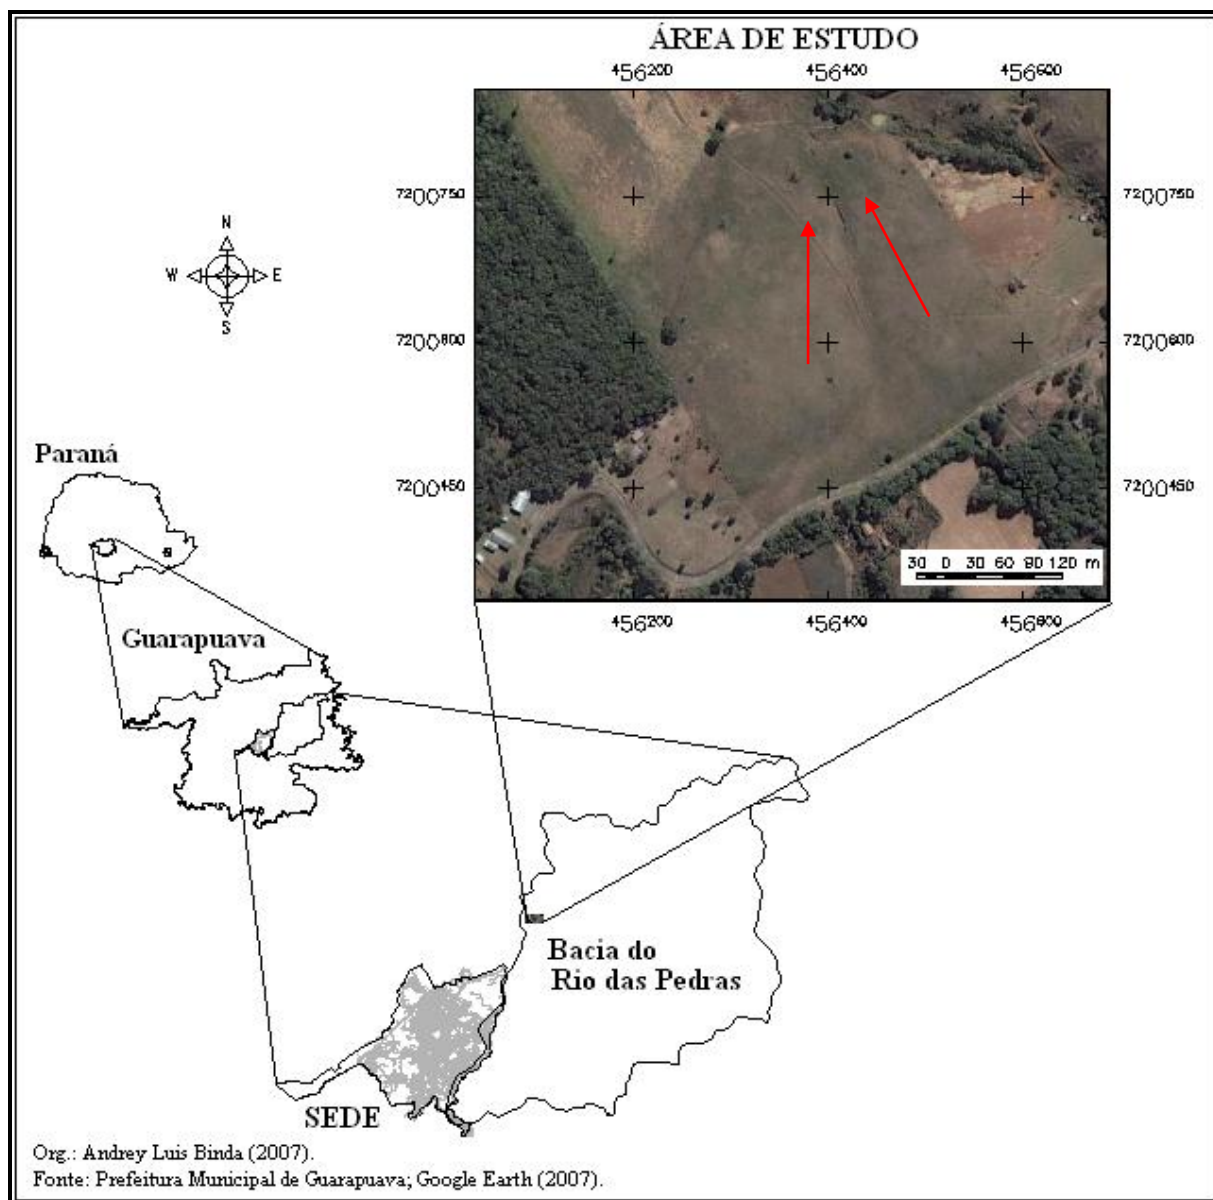 ÁREA DE ESTUDO
456200 456400 456600
7200750 7200750
N
W E
S
7200600 7200600
Paraná
7200450 7200450
30 0 30 60 90 120 m
456200 456400 456600
Guarapuava
Bacia do
Rio das Pedras
SEDE
Org.: Andrey Luis Binda (2007).
Fonte: Prefeitura Municipal de Guarapuava; Google Earth (2007).